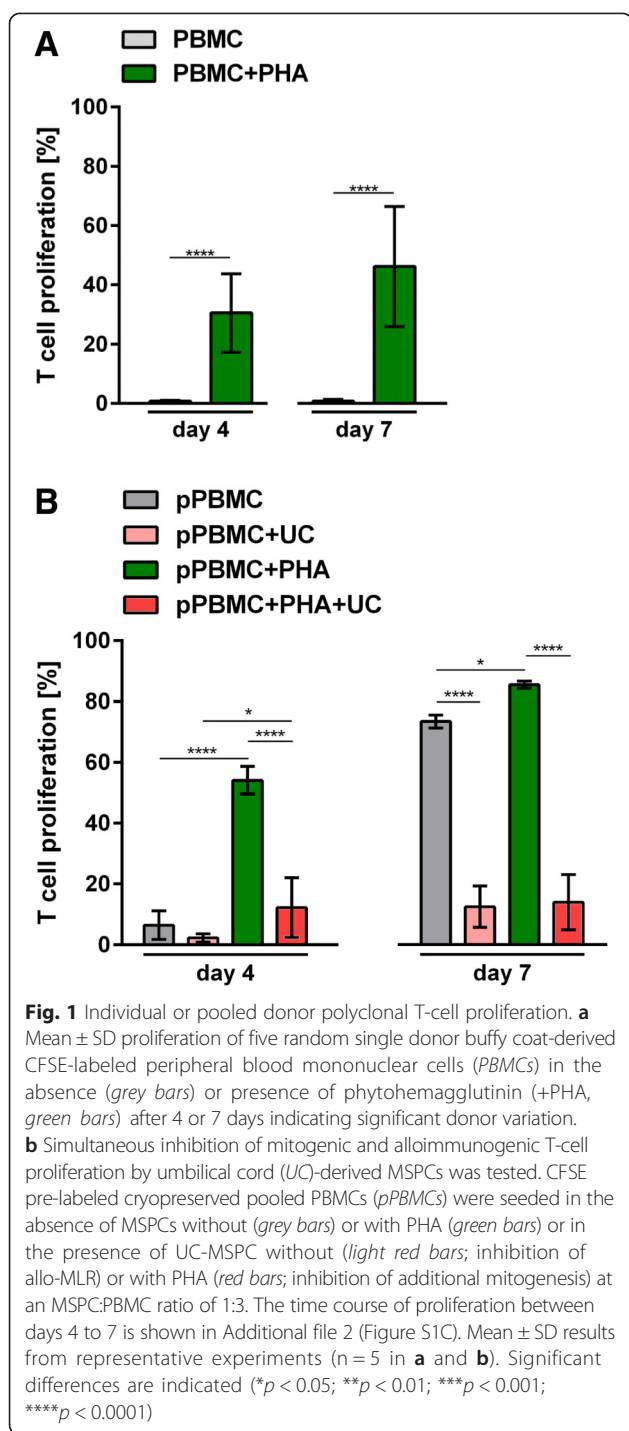 A
PBMC
PBMC+PHA
T cell proliferation [%]
100
80
60
40
20
0
****
****
day 4
day 7
B
pPBMC
pPBMC+UC
pPBMC+PHA
pPBMC+PHA+UC
T cell proliferation [%]
100
80
60
40
20
0
*
****
****
*
****
****
day 4
day 7
Fig. 1 Individual or pooled donor polyclonal T-cell proliferation. a
Mean ± SD proliferation of five random single donor buffy coat-derived
CFSE-labeled peripheral blood mononuclear cells (PBMCs) in the
absence (grey bars) or presence of phytohemagglutinin (+PHA,
green bars) after 4 or 7 days indicating significant donor variation.
b Simultaneous inhibition of mitogenic and alloimmunogenic T-cell
proliferation by umbilical cord (UC)-derived MSPCs was tested. CFSE
pre-labeled cryopreserved pooled PBMCs (pPBMCs) were seeded in the
absence of MSPCs without (grey bars) or with PHA (green bars) or in
the presence of UC-MSPC without (light red bars; inhibition of
allo-MLR) or with PHA (red bars; inhibition of additional mitogenesis) at
an MSPC:PBMC ratio of 1:3. The time course of proliferation between
days 4 to 7 is shown in Additional file 2 (Figure S1C). Mean ± SD results
from representative experiments (n = 5 in a and b). Significant
differences are indicated (*p < 0.05; **p < 0.01; ***p < 0.001;
****p < 0.0001)